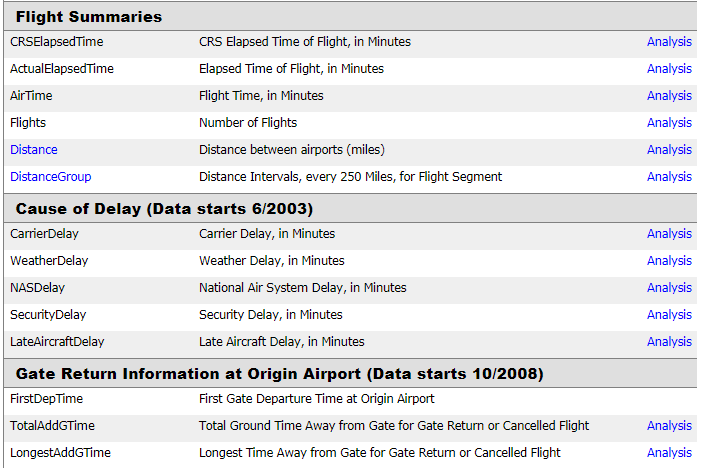 Flight Summaries
CRSElapsedTime CRS Elapsed Time of Flight, in Minutes Analysis
ActualElapsedTime Elapsed Time of Flight, in Minutes Analysis
AirTime Flight Time, in Minutes Analysis
Flights Number of Flights Analysis
Distance Distance between airports (miles) Analysis
DistanceGroup Distance Intervals, every 250 Miles, for Flight Segment Analysis
Cause of Delay (Data starts 6/2003)
CarrierDelay Carrier Delay, in Minutes Analysis
WeatherDelay Weather Delay, in Minutes Analysis
NASDelay National Air System Delay, in Minutes Analysis
SecurityDelay Security Delay, in Minutes Analysis
LateAircraftDelay Late Aircraft Delay, in Minutes Analysis
Gate Return Information at Origin Airport (Data starts 10/2008)
FirstDepTime First Gate Departure Time at Origin Airport
TotalAddGTime Total Ground Time Away from Gate for Gate Return or Cancelled Flight Analysis
LongestAddGTime Longest Time Away from Gate for Gate Return or Cancelled Flight Analysis